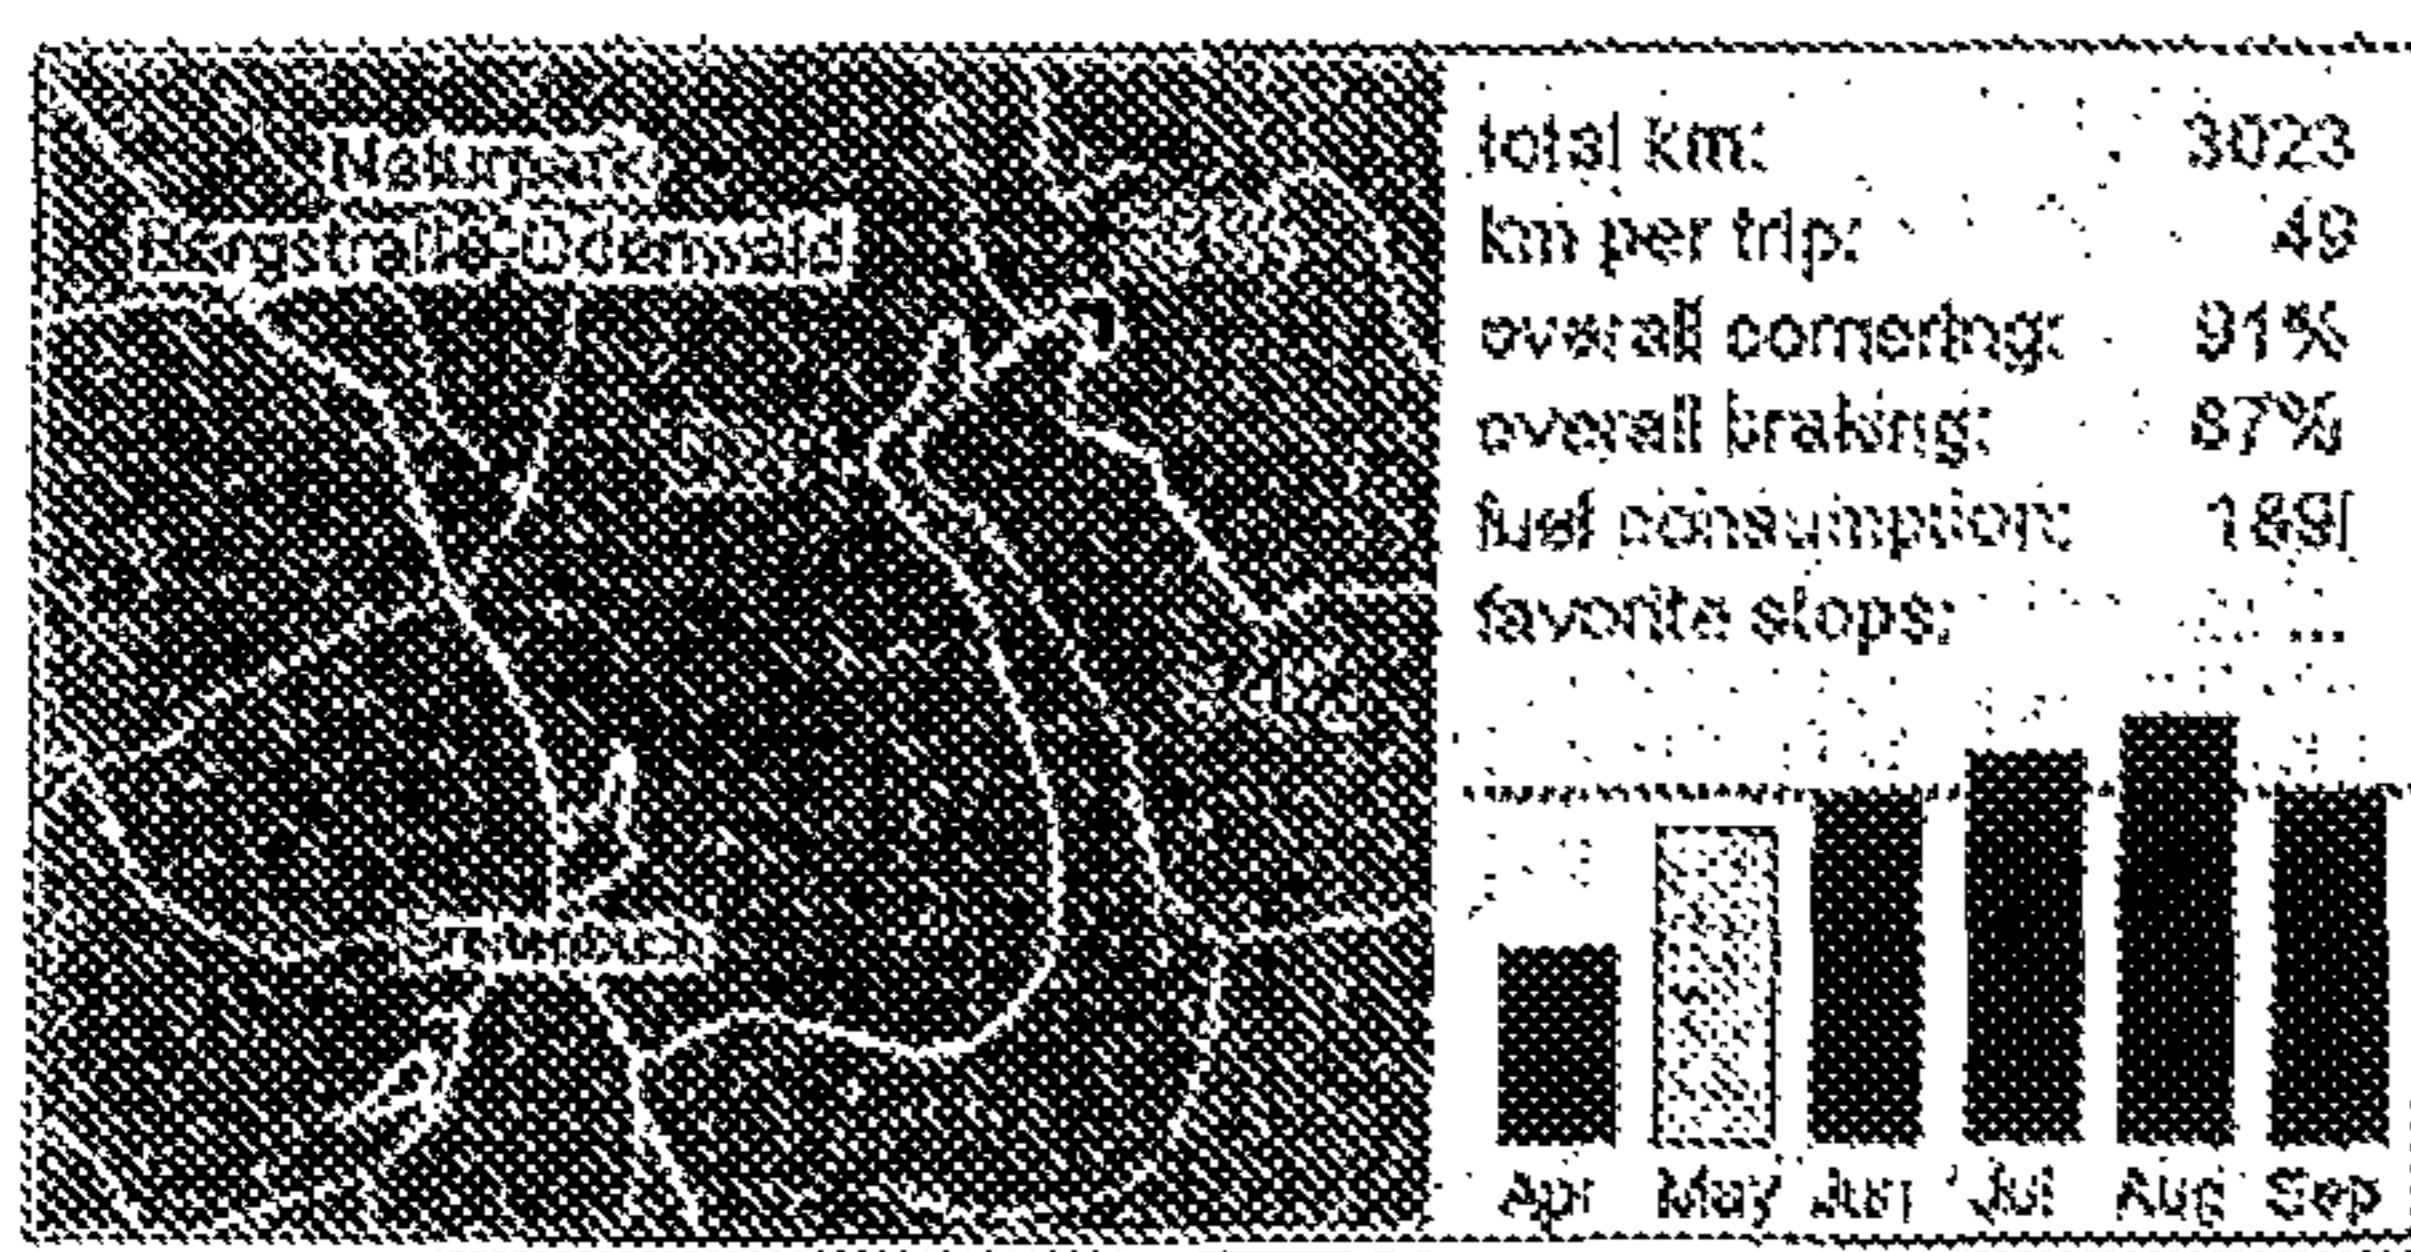 Naturpark
Bergstraße-Odenwald
total km: 3023
km per trip: 49
overall cornering: 91%
overall braking: 87%
fuel consumption: 189l
favorite stops: ...
Apr May Jun Jul Aug Sep